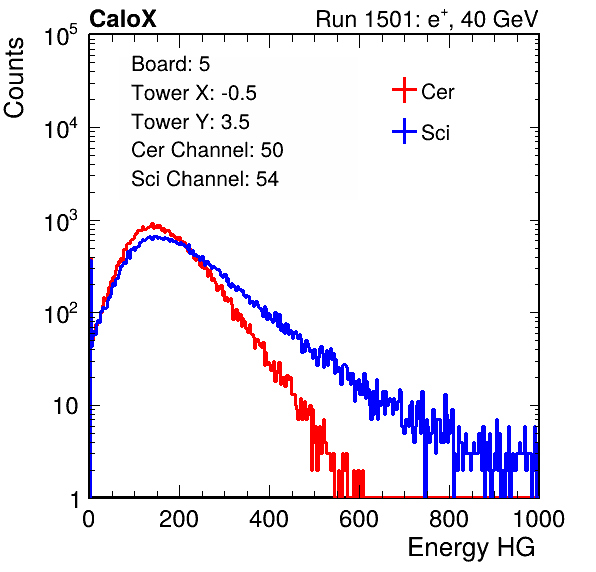 CaloX
Run 1501: e⁺, 40 GeV
Counts
Board: 5
Tower X: -0.5
Tower Y: 3.5
Cer Channel: 50
Sci Channel: 54
Cer
Sci
10⁵
10⁴
10³
10²
10
1
0 200 400 600 800 1000
Energy HG